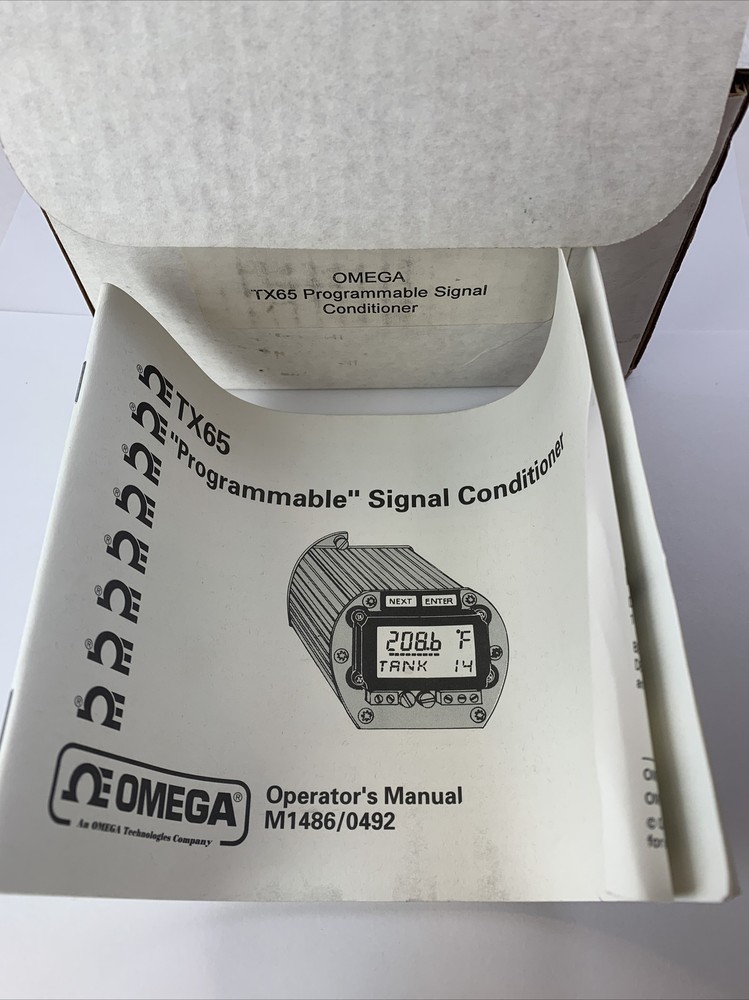 OMEGA
TX65 Programmable Signal
Conditioner
TX65
"Programmable" Signal Conditioner
NEXT ENTER
208.6 °F
TANK 14
OMEGA®
An OMEGA Technologies Company
Operator's Manual
M1486/0492